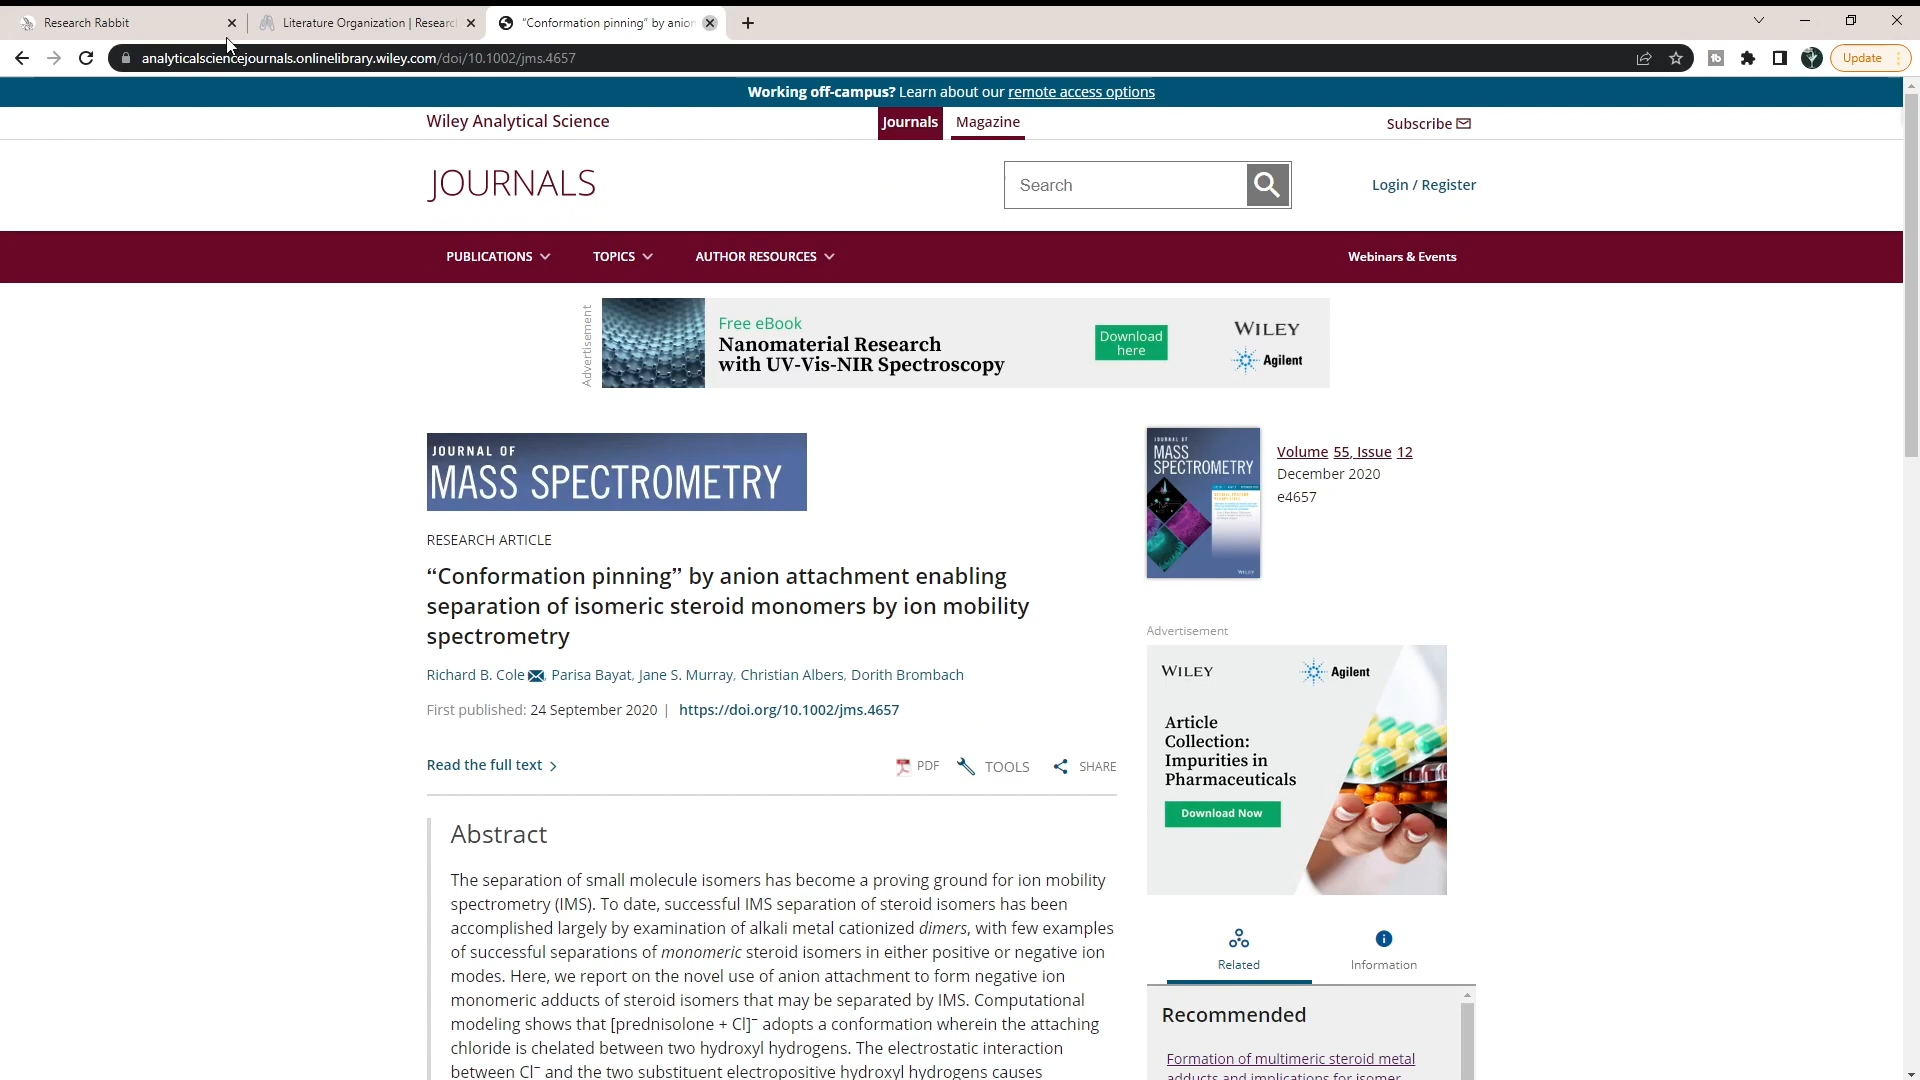 Research Rabbit
Literature Organization | Researc
"Conformation pinning" by anion
analyticalsciencejournals.onlinelibrary.wiley.com/doi/10.1002/jms.4657
Update
Working off-campus? Learn about our remote access options
Wiley Analytical Science
Journals
Magazine
Subscribe
JOURNALS
Search
Login / Register
PUBLICATIONS
TOPICS
AUTHOR RESOURCES
Webinars & Events
Advertisement
Free eBook
Nanomaterial Research
with UV-Vis-NIR Spectroscopy
Download
here
WILEY
Agilent
JOURNAL OF
MASS SPECTROMETRY
JOURNAL OF
MASS
SPECTROMETRY
WILEY
Volume 55, Issue 12
December 2020
e4657
RESEARCH ARTICLE
“Conformation pinning” by anion attachment enabling
separation of isomeric steroid monomers by ion mobility
spectrometry
Richard B. Cole, Parisa Bayat, Jane S. Murray, Christian Albers, Dorith Brombach
First published: 24 September 2020 | https://doi.org/10.1002/jms.4657
Read the full text
PDF
TOOLS
SHARE
Advertisement
WILEY
Agilent
Article
Collection:
Impurities in
Pharmaceuticals
Download Now
Abstract
The separation of small molecule isomers has become a proving ground for ion mobility
spectrometry (IMS). To date, successful IMS separation of steroid isomers has been
accomplished largely by examination of alkali metal cationized dimers, with few examples
of successful separations of monomeric steroid isomers in either positive or negative ion
modes. Here, we report on the novel use of anion attachment to form negative ion
monomeric adducts of steroid isomers that may be separated by IMS. Computational
modeling shows that [prednisolone + Cl]⁻ adopts a conformation wherein the attaching
chloride is chelated between two hydroxyl hydrogens. The electrostatic interaction
between Cl⁻ and the two substituent electropositive hydroxyl hydrogens causes
Related
Information
Recommended
Formation of multimeric steroid metal
adducts and implications for isomer